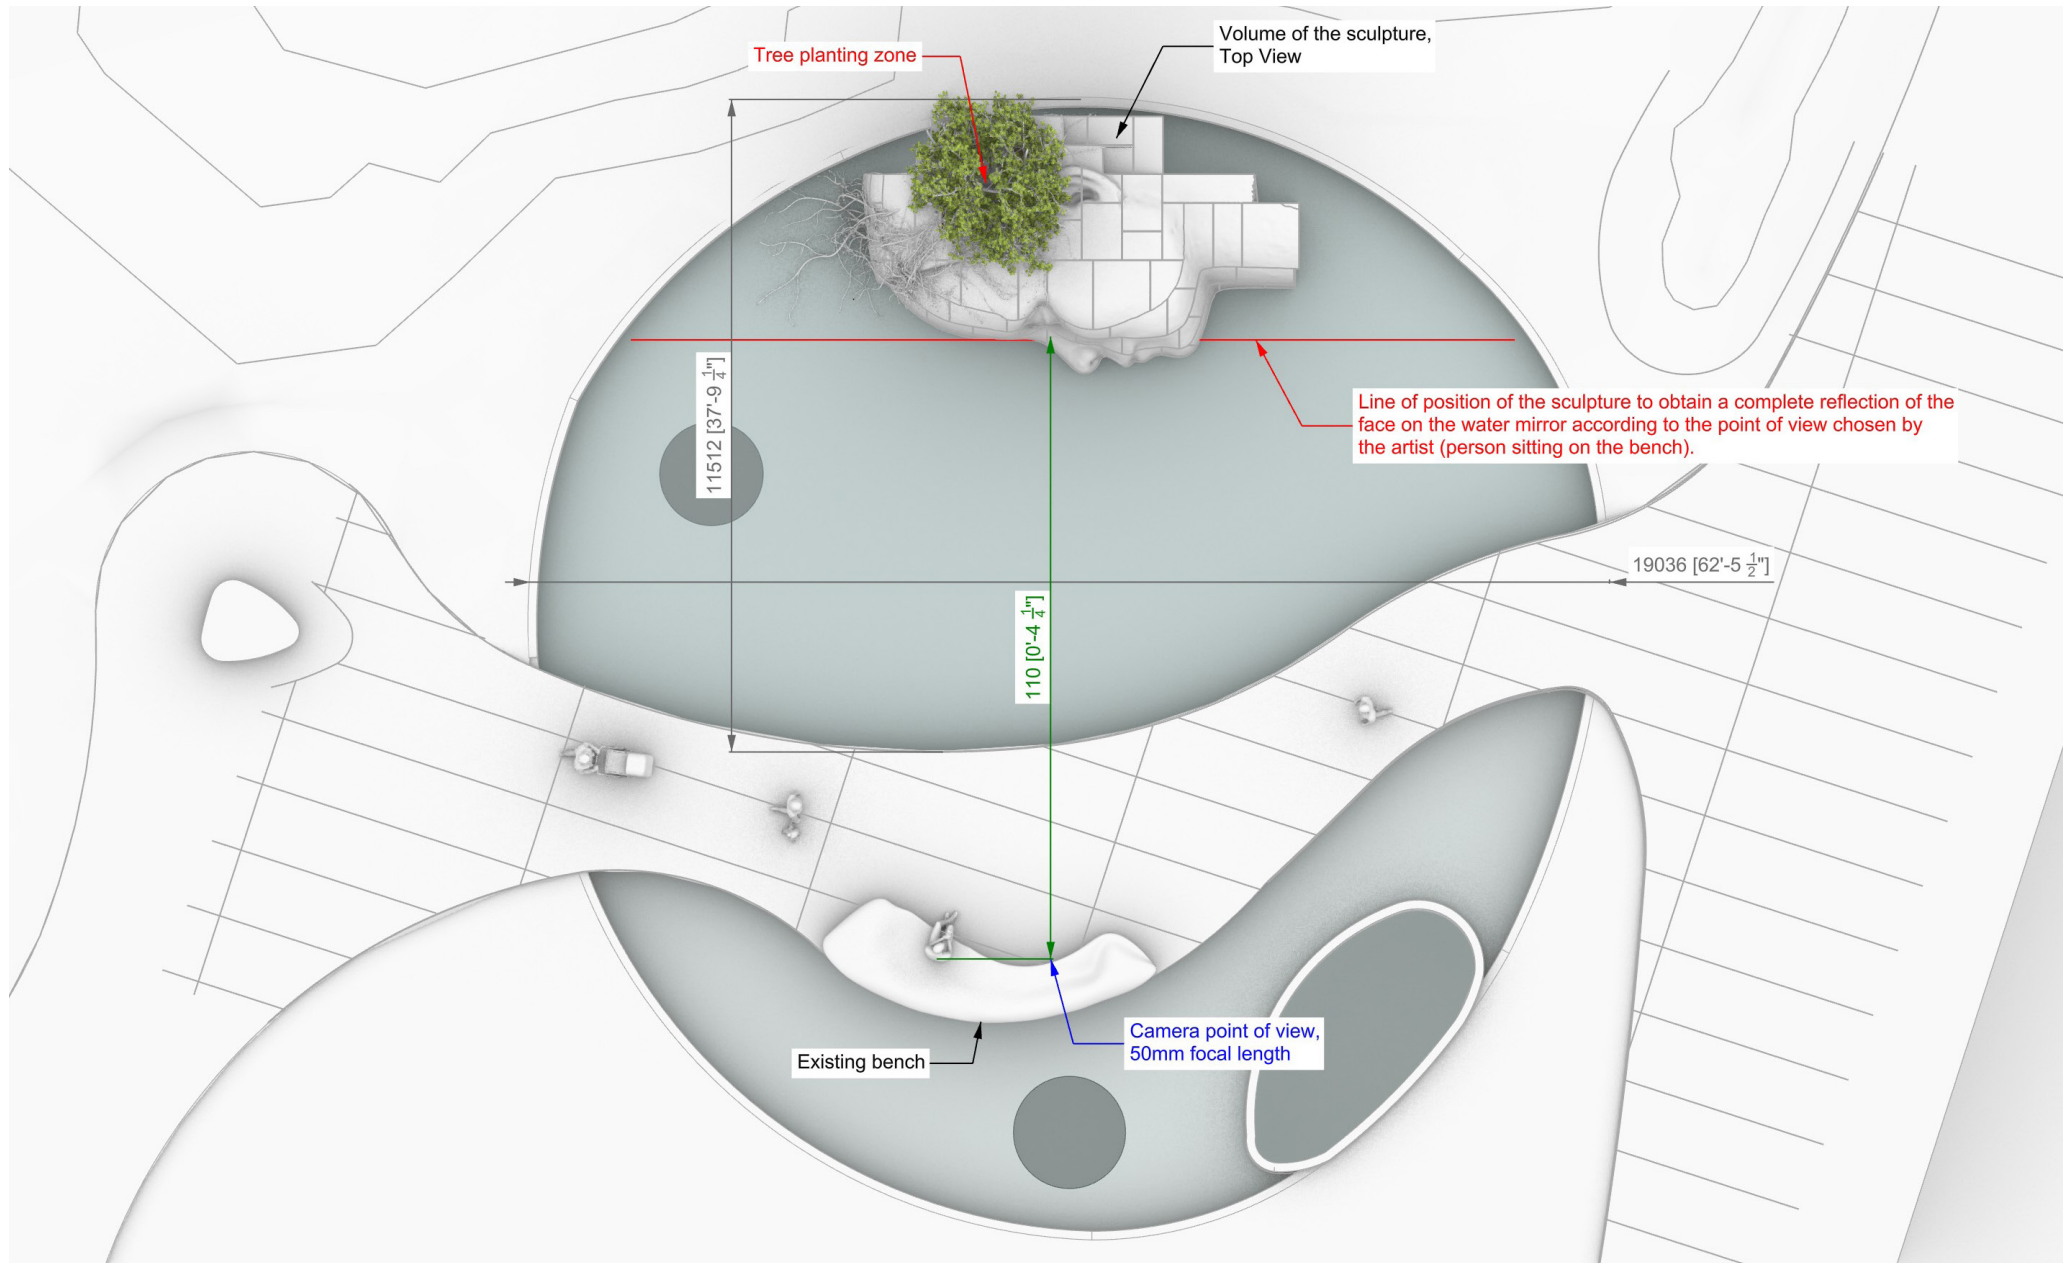 Volume of the sculpture,
Top View
Tree planting zone
11512 [37'-9 1/4"]
Line of position of the sculpture to obtain a complete reflection of the
face on the water mirror according to the point of view chosen by
the artist (person sitting on the bench).
19036 [62'-5 1/2"]
110 [0'-4 1/4"]
Camera point of view,
50mm focal length
Existing bench